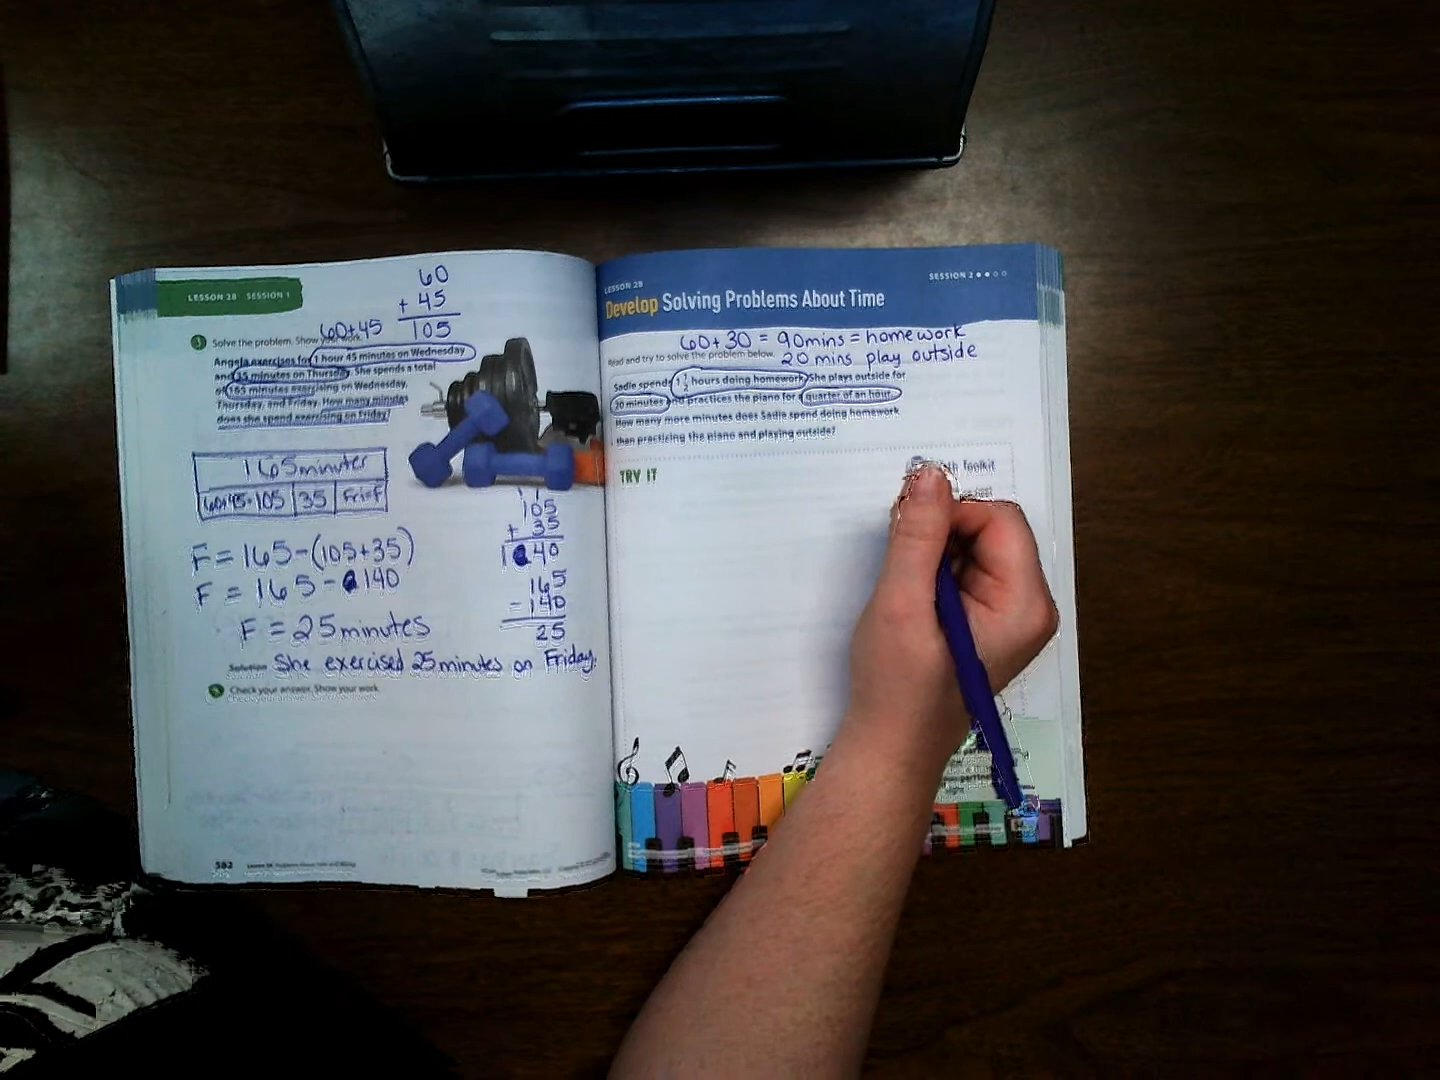 LESSON 28 SESSION 1
60
+ 45
105
60+45
3 Solve the problem. Show your work.
Angela exercises for 1 hour 45 minutes on Wednesday
and 35 minutes on Thursday. She spends a total
of 165 minutes exercising on Wednesday,
Thursday, and Friday. How many minutes
does she spend exercising on Friday?
165 minutes
60+45=105 35 Fri=F
105
+ 35
140
F = 165-(105+35)
F = 165-140
165
- 140
25
F = 25 minutes
Solution She exercised 25 minutes on Friday.
4 Check your answer. Show your work.
582
LESSON 28
SESSION 2
Develop Solving Problems About Time
60+30 = 90mins = homework
20 mins play outside
Read and try to solve the problem below.
Sadie spends 1 1/2 hours doing homework. She plays outside for
20 minutes and practices the piano for a quarter of an hour.
How many more minutes does Sadie spend doing homework
than practicing the piano and playing outside?
TRY IT
Toolkit